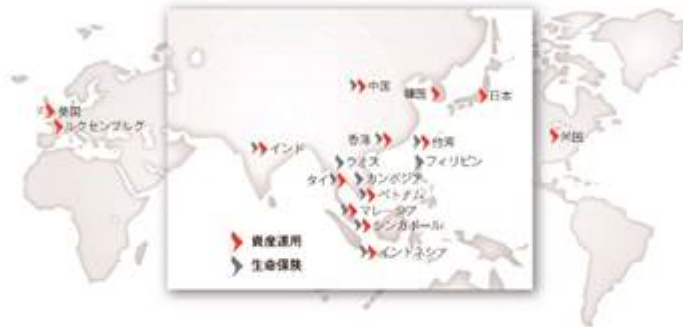 中国
韓国
日本
英国
ルクセンブルグ
米国
香港
台湾
インド
ラオス
フィリピン
タイ
カンボジア
ベトナム
マレーシア
シンガポール
インドネシア
資産運用
生命保険